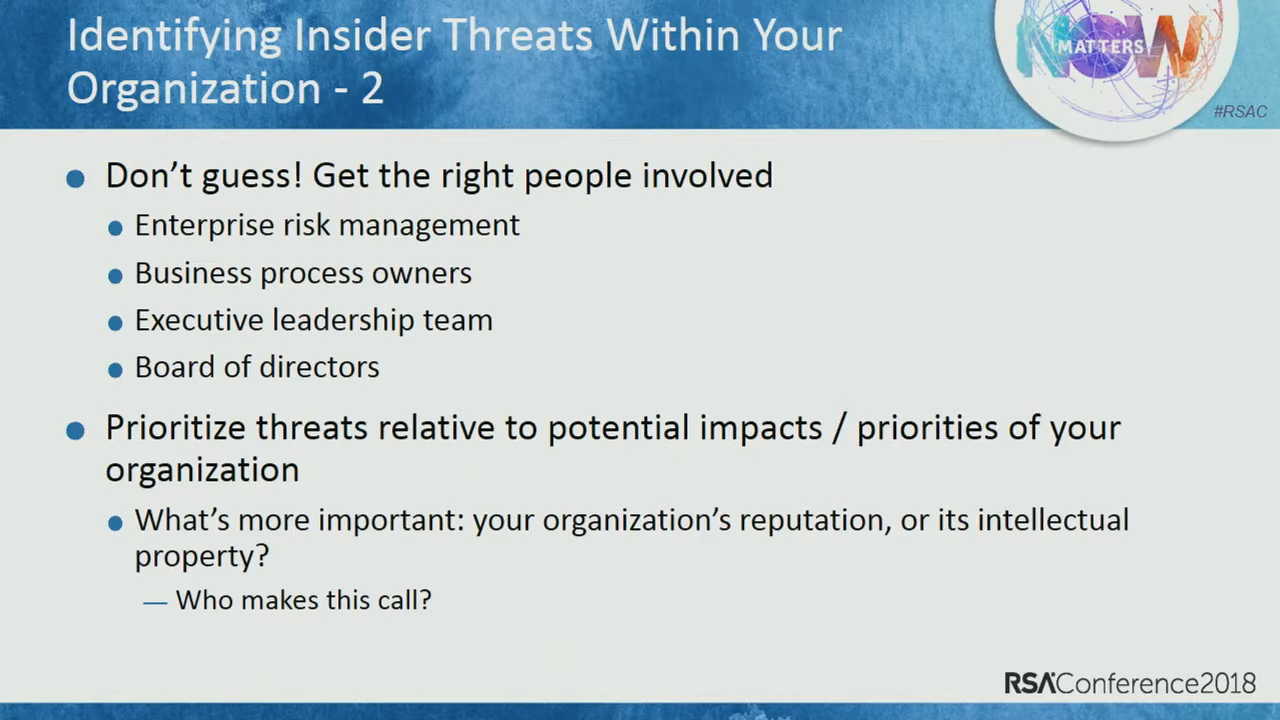 Identifying Insider Threats Within Your
Organization - 2
NOW
MATTERS
#RSAC
Don't guess! Get the right people involved
Enterprise risk management
Business process owners
Executive leadership team
Board of directors
Prioritize threats relative to potential impacts / priorities of your
organization
What's more important: your organization's reputation, or its intellectual
property?
— Who makes this call?
RSAConference2018